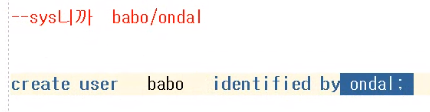 --sys니까  babo/ondal
create user   babo   identified by ondal;